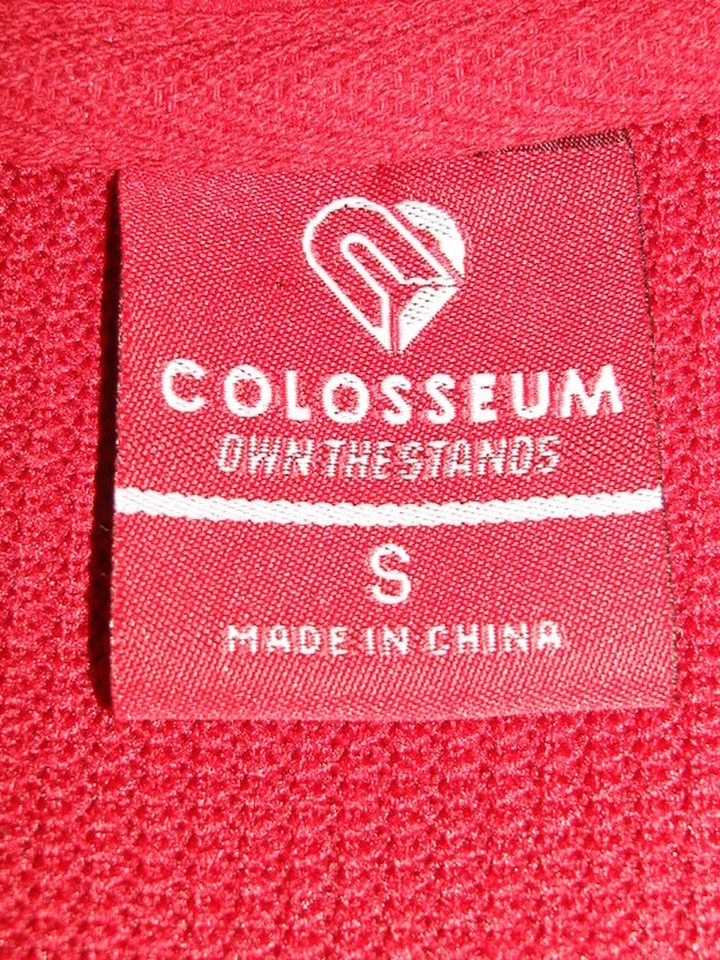 COLOSSEUM
OWN THE STANDS
S
MADE IN CHINA